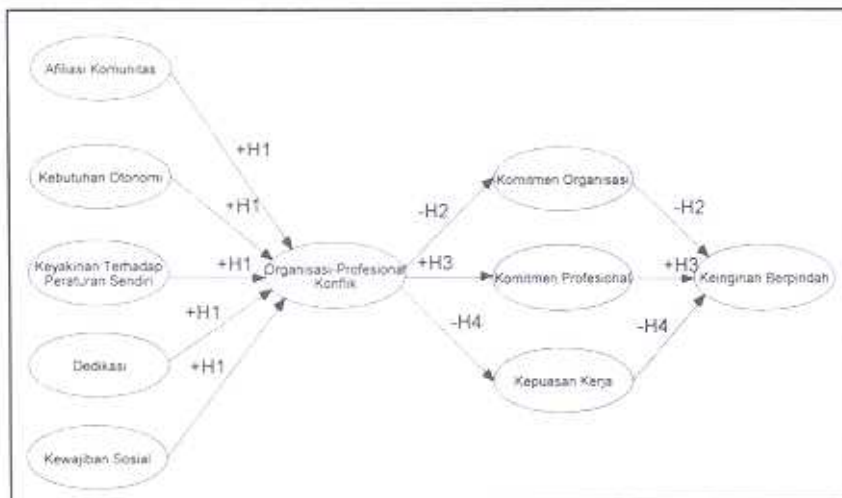 Afiliasi Komunitas
+H1
Kebutuhan Otonomi
+H1
Keyakinan Terhadap
Peraturan Sendiri
+H1
Dedikasi
+H1
Kewajiban Sosial
+H1
Organisasi-Profesional
Konflik
-H2
+H3
-H4
Komitmen Organisasi
Komitmen Profesional
Kepuasan Kerja
-H2
+H3
-H4
Keinginan Berpindah